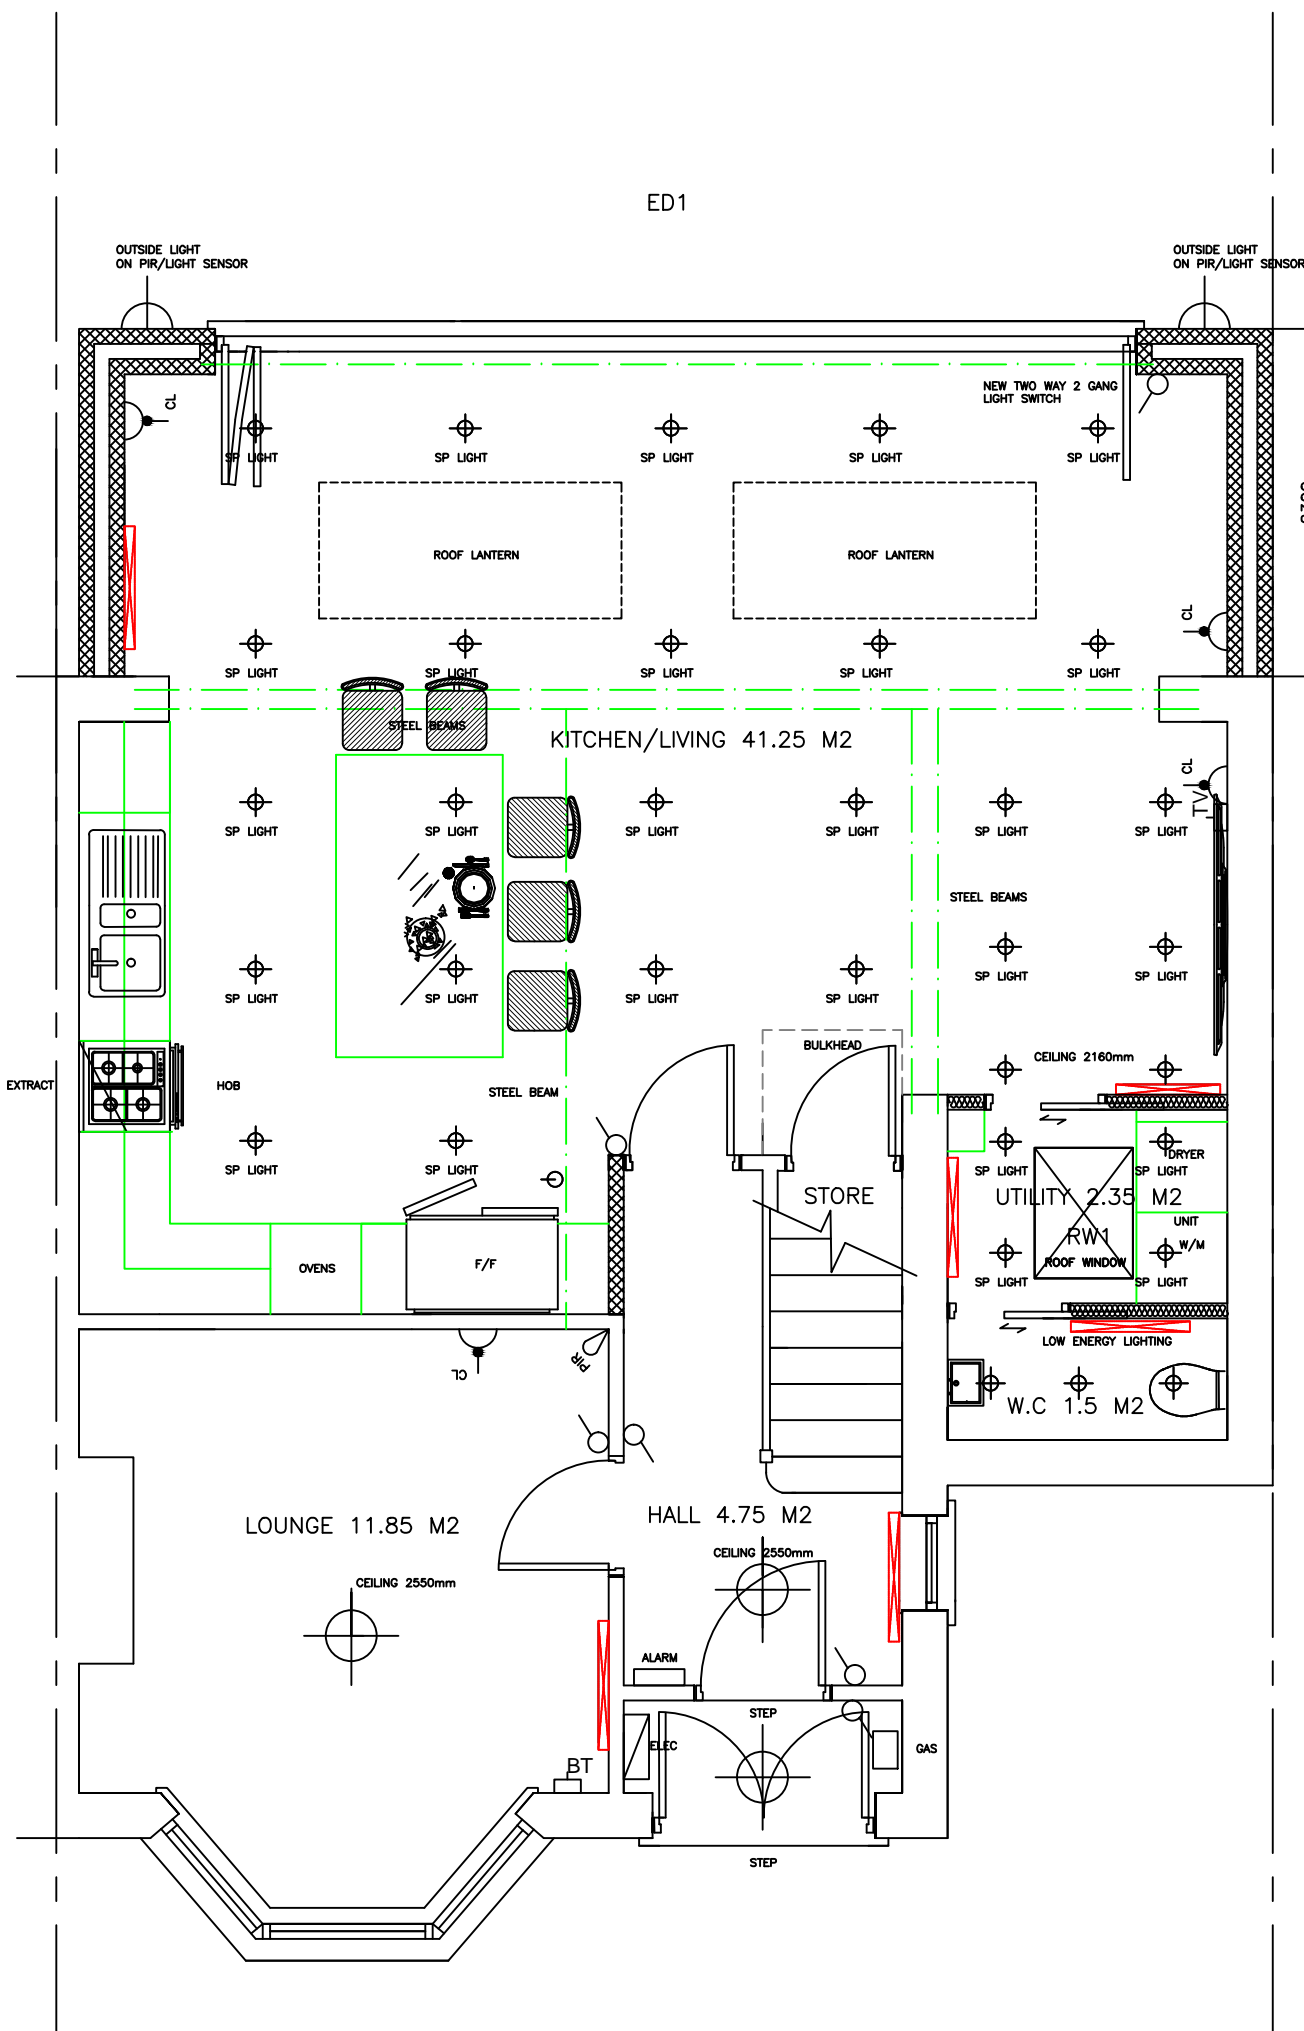 ED1
OUTSIDE LIGHT
ON PIR/LIGHT SENSOR
OUTSIDE LIGHT
ON PIR/LIGHT SENSOR
CL
NEW TWO WAY 2 GANG
LIGHT SWITCH
SP LIGHT
SP LIGHT
SP LIGHT
SP LIGHT
SP LIGHT
ROOF LANTERN
ROOF LANTERN
CL
SP LIGHT
SP LIGHT
SP LIGHT
SP LIGHT
SP LIGHT
STEEL BEAMS
KITCHEN/LIVING 41.25 M2
CL
TV
SP LIGHT
SP LIGHT
SP LIGHT
SP LIGHT
SP LIGHT
SP LIGHT
STEEL BEAMS
SP LIGHT
SP LIGHT
SP LIGHT
SP LIGHT
SP LIGHT
SP LIGHT
BULKHEAD
CEILING 2160mm
EXTRACT
HOB
STEEL BEAM
SP LIGHT
SP LIGHT
SP LIGHT
SP LIGHT
DRYER
STORE
UTILITY 2.35 M2
UNIT
RW1
W/M
ROOF WINDOW
OVENS
F/F
SP LIGHT
SP LIGHT
LOW ENERGY LIGHTING
PIR
CL
W.C 1.5 M2
LOUNGE 11.85 M2
HALL 4.75 M2
CEILING 2550mm
CEILING 2550mm
ALARM
STEP
ELEC
GAS
BT
STEP